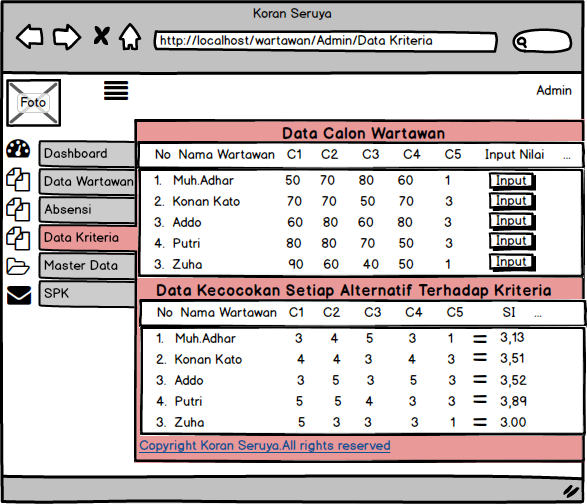 Koran Seruya
http://localhost/wartawan/Admin/Data Kriteria
Foto
Admin
Dashboard
Data Wartawan
Absensi
Data Kriteria
Master Data
SPK
Data Calon Wartawan
No Nama Wartawan C1 C2 C3 C4 C5 Input Nilai ...
1. Muh.Adhar 50 70 80 60 1 Input
2. Konan Kato 70 70 50 70 3 Input
3. Addo 60 80 60 80 3 Input
4. Putri 80 80 70 50 3 Input
3. Zuha 90 60 40 50 1 Input
Data Kecocokan Setiap Alternatif Terhadap Kriteria
No Nama Wartawan C1 C2 C3 C4 C5 SI ...
1. Muh.Adhar 3 4 5 3 1 = 3,13
2. Konan Kato 4 4 3 4 3 = 3,51
3. Addo 3 5 3 5 3 = 3,52
4. Putri 5 5 4 3 3 = 3,89
3. Zuha 5 3 3 3 1 = 3.00
Copyright Koran Seruya.All rights reserved